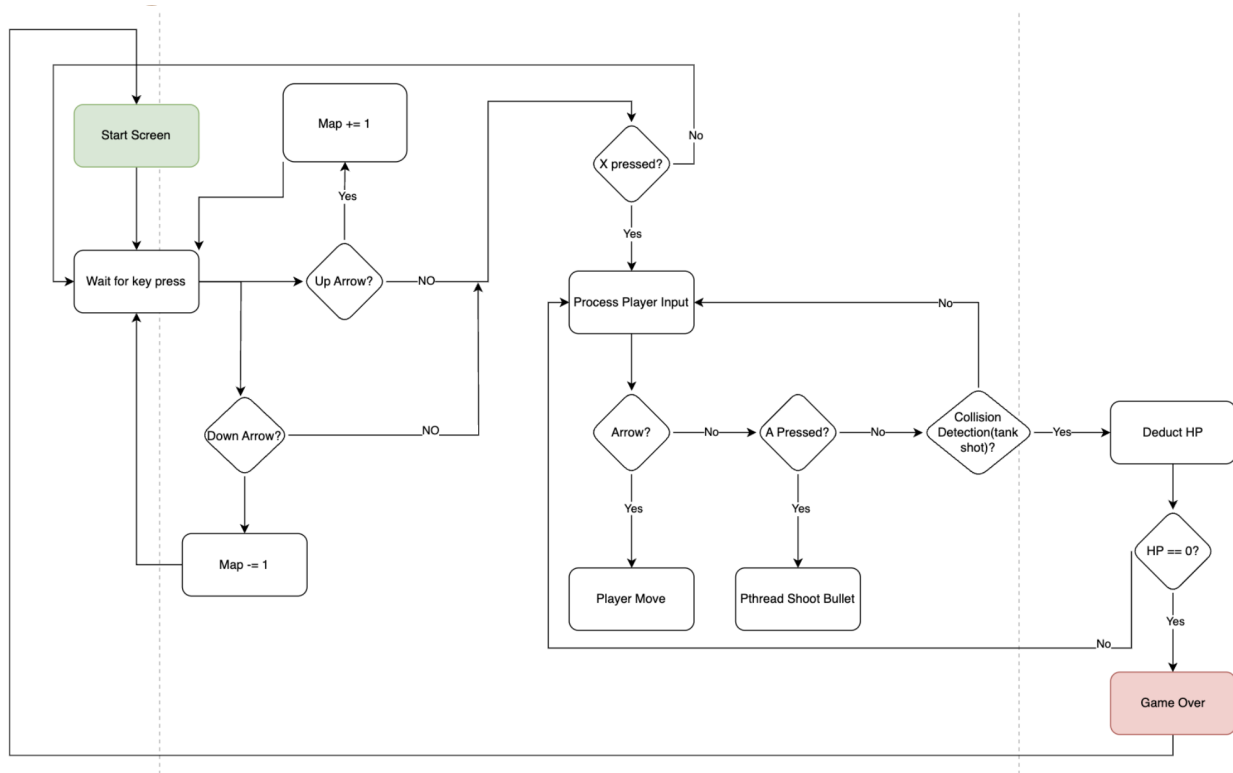 Start Screen
Map += 1
No
X pressed?
Yes
Yes
Wait for key press
Up Arrow?
NO
Process Player Input
No
Down Arrow?
NO
Arrow?
No
A Pressed?
No
Collision
Detection(tank
shot)?
Yes
Deduct HP
Yes
Yes
HP == 0?
Map -= 1
Player Move
Pthread Shoot Bullet
Yes
No
Game Over